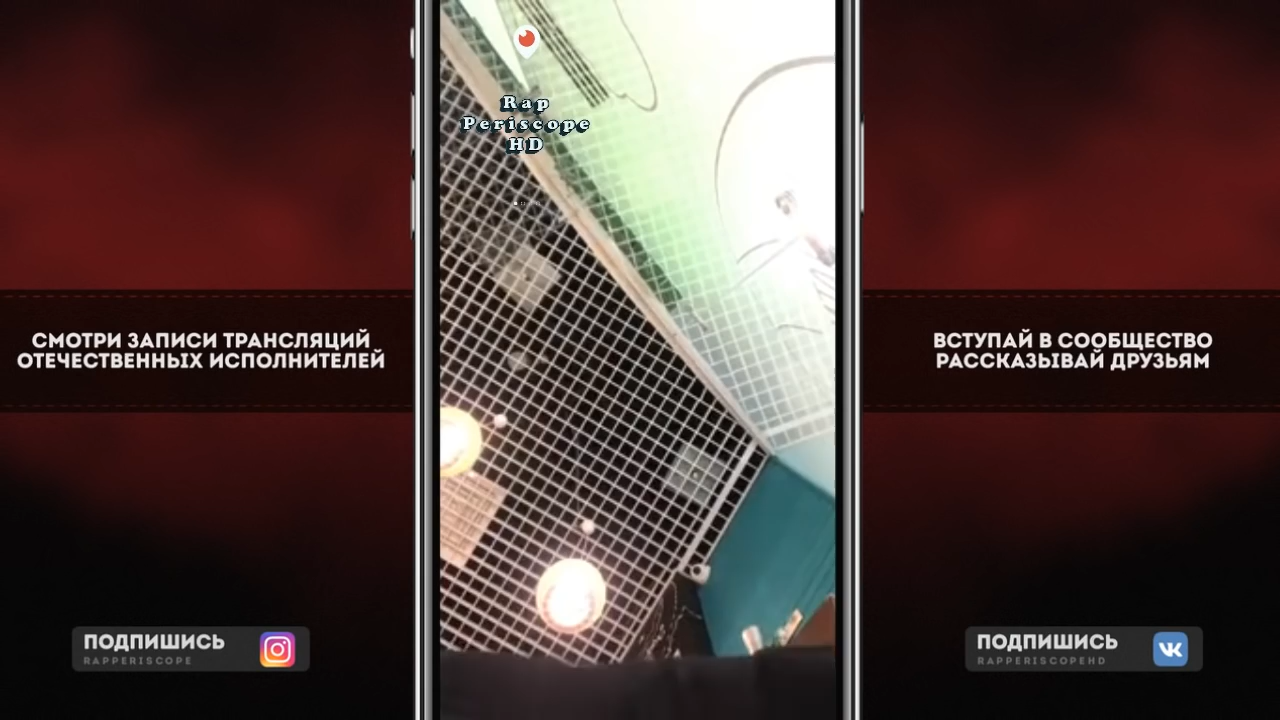 Rap
Periscope
HD
СМОТРИ ЗАПИСИ ТРАНСЛЯЦИЙ
ОТЕЧЕСТВЕННЫХ ИСПОЛНИТЕЛЕЙ
ВСТУПАЙ В СООБЩЕСТВО
РАССКАЗЫВАЙ ДРУЗЬЯМ
ПОДПИШИСЬ
RAPPERISCOPE
ПОДПИШИСЬ
RAPPERISCOPEHD